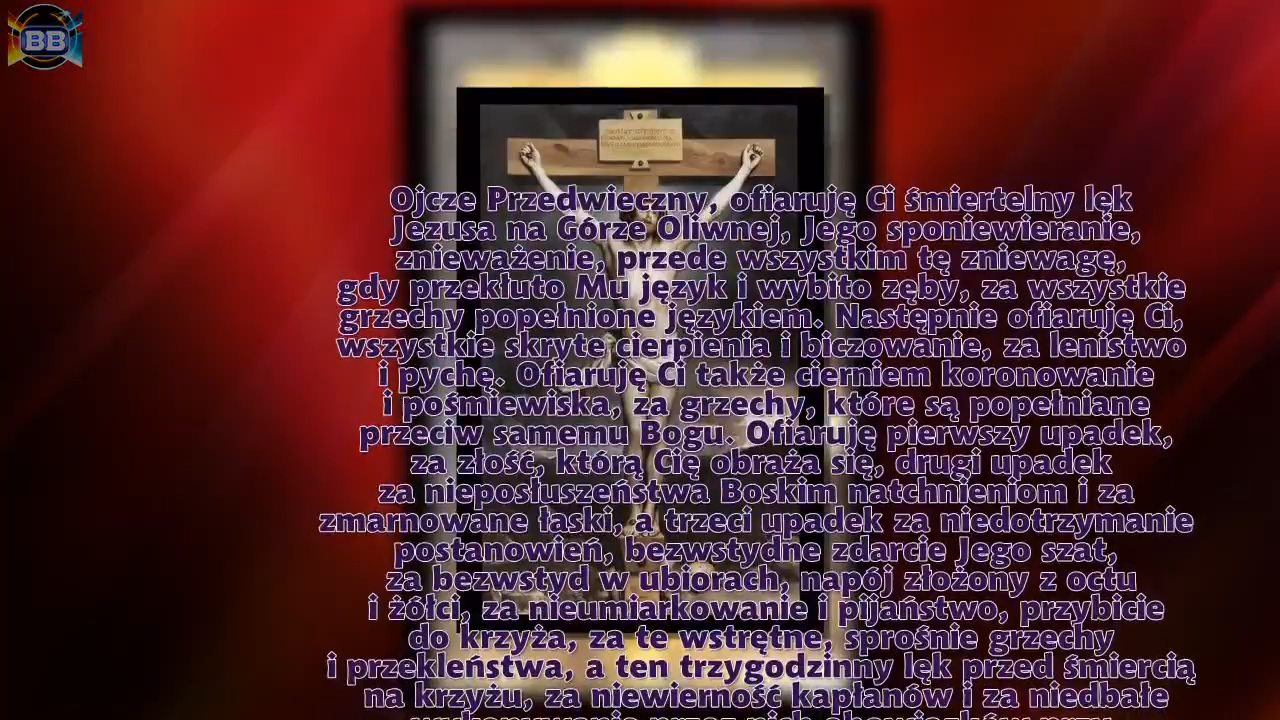 BB
Ojcze Przedwieczny, ofiaruję Ci śmiertelny lęk
Jezusa na Górze Oliwnej, Jego sponiewieranie,
znieważenie, przede wszystkim tę zniewagę,
gdy przekłuto Mu język i wybito zęby, za wszystkie
grzechy popełnione językiem. Następnie ofiaruję Ci,
wszystkie skryte cierpienia i biczowanie, za lenistwo
i pychę. Ofiaruję Ci także cierniem koronowanie
i pośmiewiska, za grzechy, które są popełniane
przeciw samemu Bogu. Ofiaruję pierwszy upadek,
za złość, którą Cię obraża się, drugi upadek
za nieposłuszeństwa Boskim natchnieniom i za
zmarnowane łaski, a trzeci upadek za niedotrzymanie
postanowień, bezwstydne zdarcie Jego szat,
za bezwstyd w ubiorach, napój złożony z octu
i żółci, za nieumiarkowanie i pijaństwo, przybicie
do krzyża, za te wstrętne, sprośnie grzechy
i przekleństwa, a ten trzygodzinny lęk przed śmiercią
na krzyżu, za niewierność kapłanów i za niedbałe